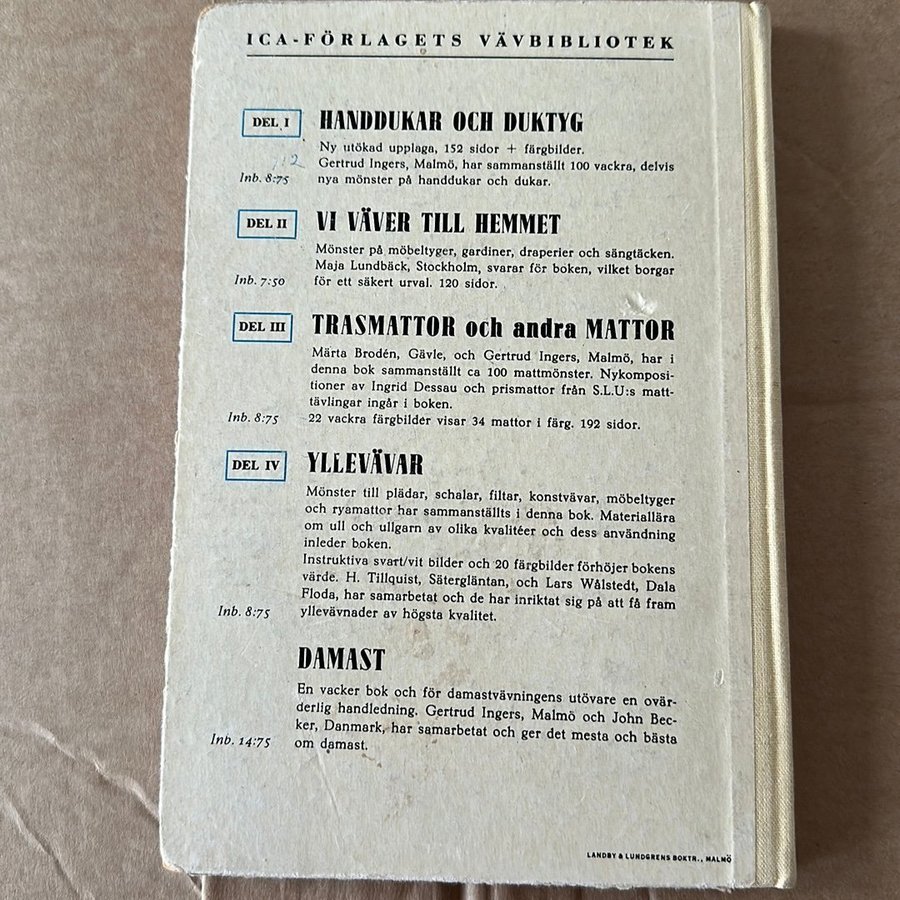 ICA-FÖRLAGETS VÄVBIBLIOTEK
DEL I
HANDDUKAR OCH DUKTYG
Ny utökad upplaga, 152 sidor + färgbilder.
Gertrud Ingers, Malmö, har sammanställt 100 vackra, delvis
Inb. 8:75 nya mönster på handdukar och dukar.
DEL II
VI VÄVER TILL HEMMET
Mönster på möbeltyger, gardiner, draperier och sängtäcken.
Maja Lundbäck, Stockholm, svarar för boken, vilket borgar
Inb. 7:50 för ett säkert urval. 120 sidor.
DEL III
TRASMATTOR och andra MATTOR
Märta Brodén, Gävle, och Gertrud Ingers, Malmö, har i
denna bok sammanställt ca 100 mattmönster. Nykomposi-
tioner av Ingrid Dessau och prismattor från S.L.U:s matt-
tävlingar ingår i boken.
Inb. 8:75 22 vackra färgbilder visar 34 mattor i färg. 192 sidor.
DEL IV
YLLEVÄVAR
Mönster till plädar, schalar, filtar, konstvävar, möbeltyger
och ryamattor har sammanställts i denna bok. Materiallära
om ull och ullgarn av olika kvalitéer och dess användning
inleder boken.
Instruktiva svart/vit bilder och 20 färgbilder förhöjer bokens
värde. H. Tillquist, Sätergläntan, och Lars Wålstedt, Dala
Floda, har samarbetat och de har inriktat sig på att få fram
Inb. 8:75 yllevävnader av högsta kvalitet.
DAMAST
En vacker bok och för damastvävningens utövare en ovär-
derlig handledning. Gertrud Ingers, Malmö och John Bec-
ker, Danmark, har samarbetat och ger det mesta och bästa
Inb. 14:75 om damast.
LANDBY & LUNDGRENS BOKTR., MALMÖ